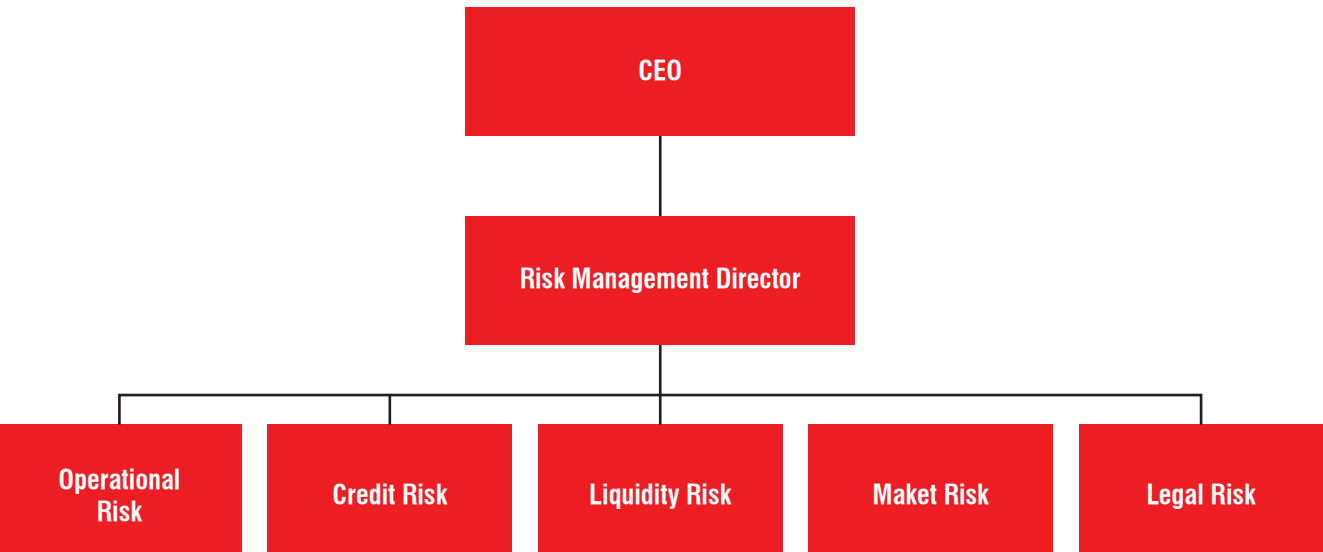 CEO
Risk Management Director
Operational
Risk
Credit Risk
Liquidity Risk
Maket Risk
Legal Risk